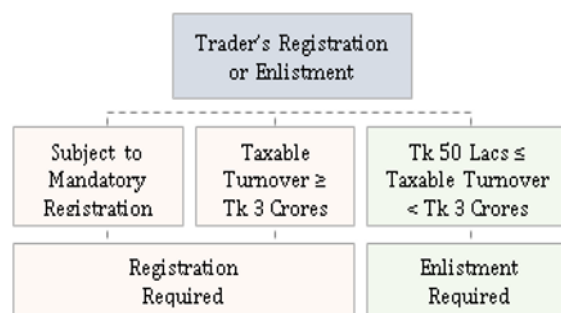 Trader's Registration
or Enlistment
Subject to
Mandatory
Registration
Taxable
Turnover ≥
Tk 3 Crores
Tk 50 Lacs ≤
Taxable Turnover
< Tk 3 Crores
Registration
Required
Enlistment
Required